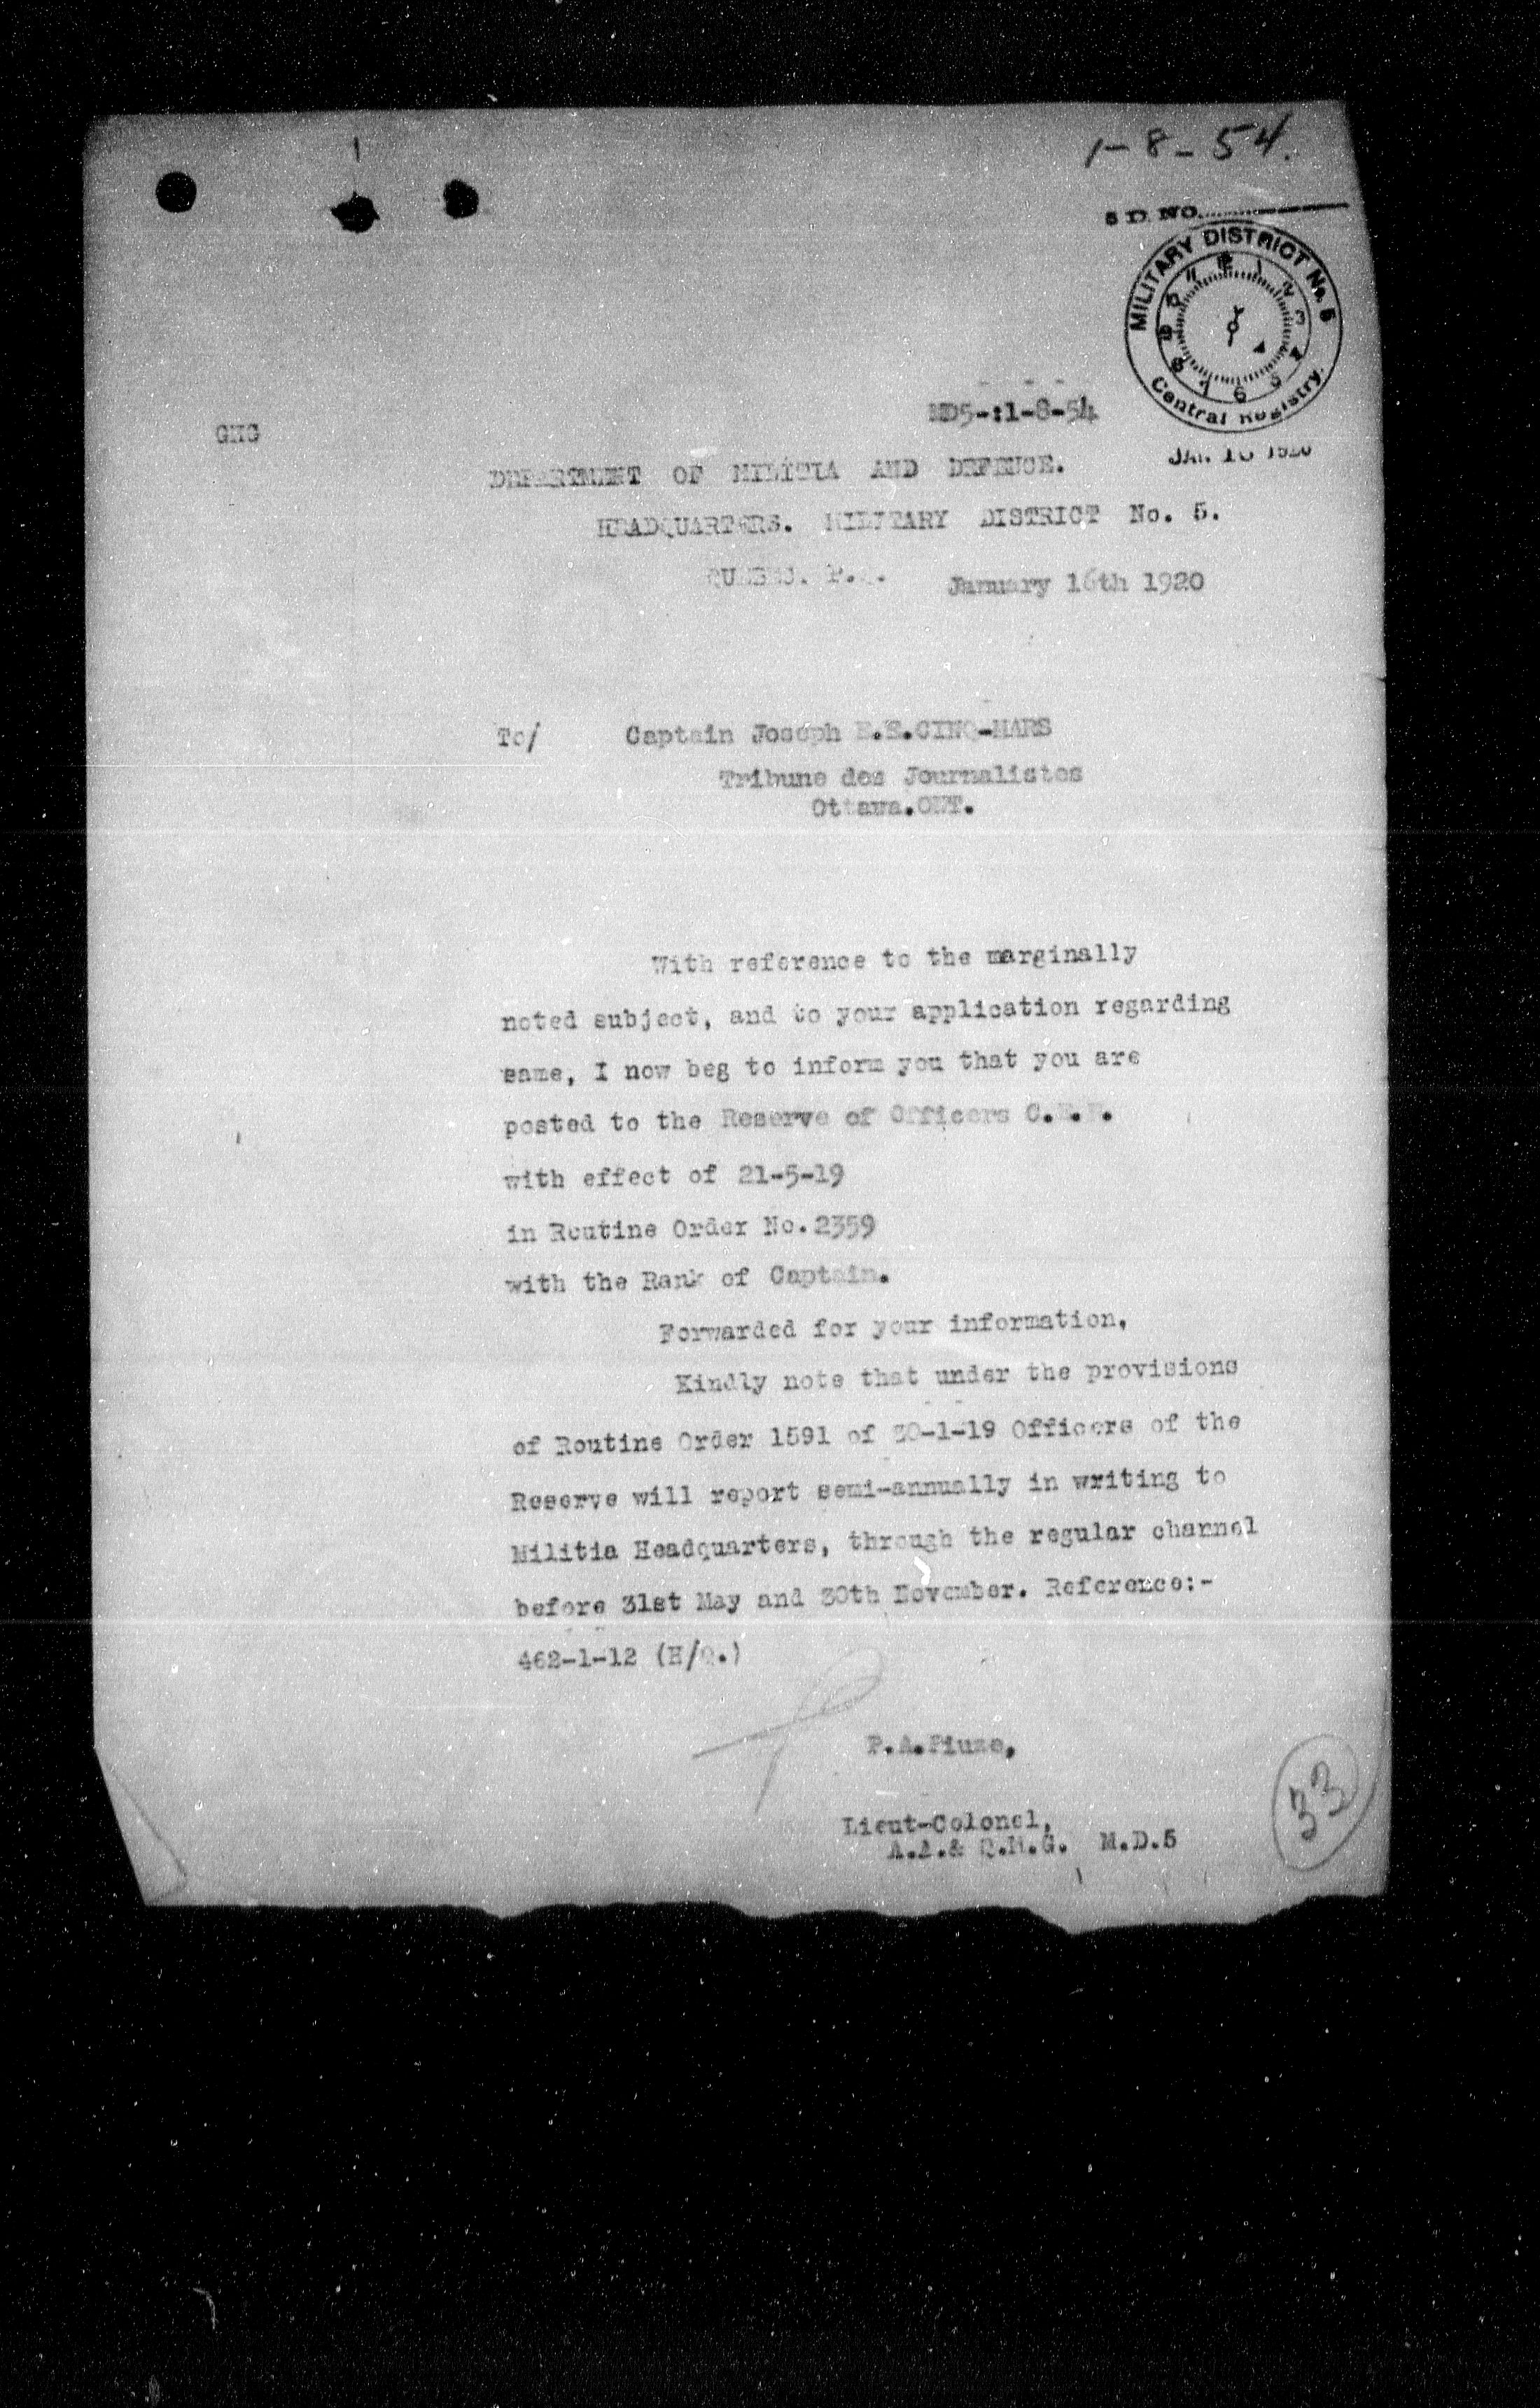 1-8-54.
5 D. NO.
MILITARY DISTRICT No. 5
Central Registry.
JAN. 16 1920
MD5-:1-8-54
GHG
DEPARTMENT OF MILITIA AND DEFENCE.
HEADQUARTERS. MILITARY DISTRICT No. 5.
QUEBEC. P.Q. January 16th 1920
To/ Captain Joseph E.E.CINQ-MARS
Tribune des Journalistes
Ottawa.ONT.
With reference to the marginally
noted subject, and to your application regarding
same, I now beg to inform you that you are
posted to the Reserve of Officers C.E.F.
with effect of 21-5-19
in Routine Order No.2359
with the Rank of Captain.
Forwarded for your information,
Kindly note that under the provisions
of Routine Order 1591 of 30-1-19 Officers of the
Reserve will report semi-annually in writing to
Militia Headquarters, through the regular channel
before 31st May and 30th November. Reference:-
462-1-12 (H/Q.)
P.A.Piuze,
Lieut-Colonel,
A.A.& Q.M.G. M.D.5
33